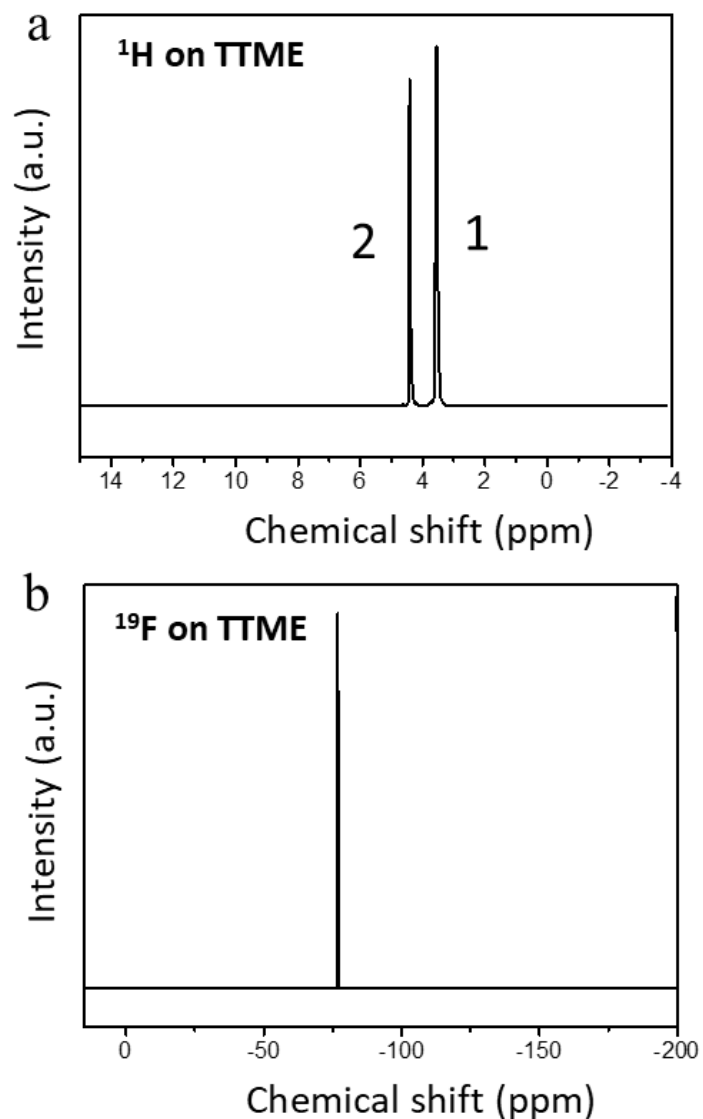 a
¹H on TTME
Intensity (a.u.)
2
1
14 12 10 8 6 4 2 0 -2 -4
Chemical shift (ppm)
b
¹⁹F on TTME
Intensity (a.u.)
0 -50 -100 -150 -200
Chemical shift (ppm)